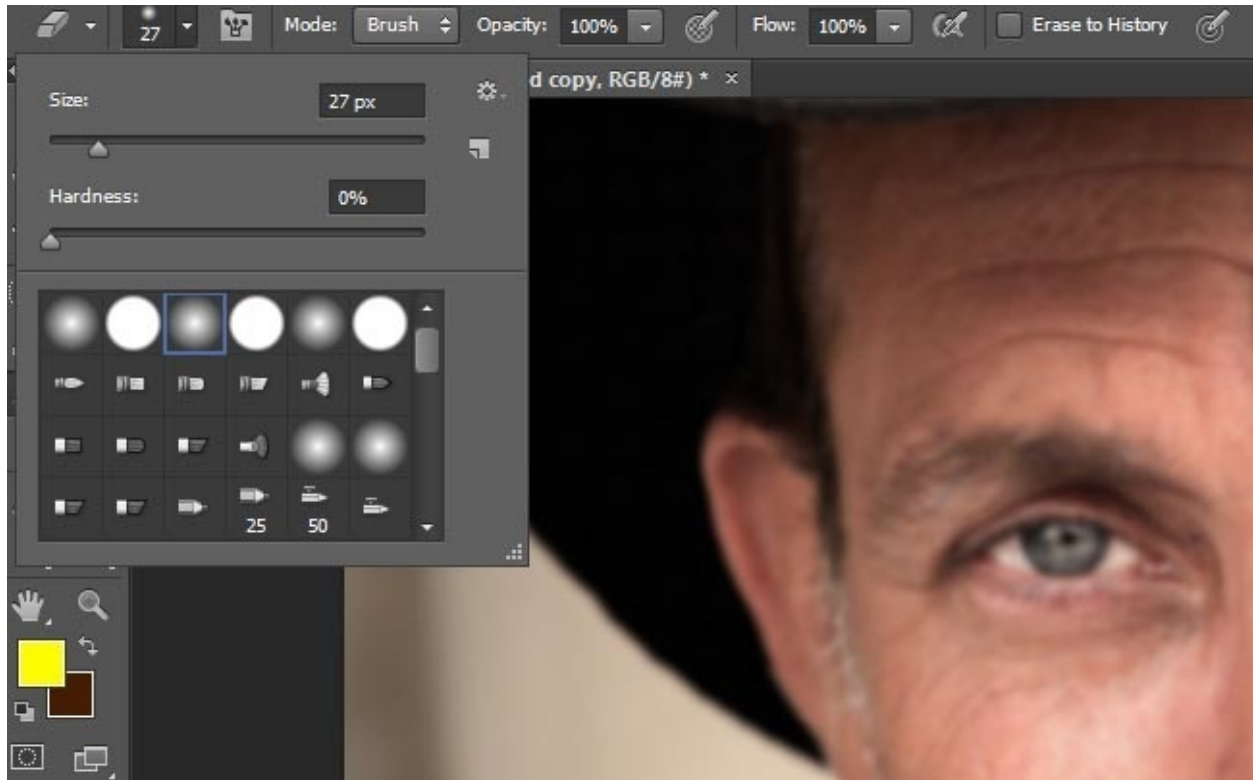 27 Mode: Brush Opacity: 100% Flow: 100% Erase to History
d copy, RGB/8#) * ×
Size: 27 px
Hardness: 0%
25 50